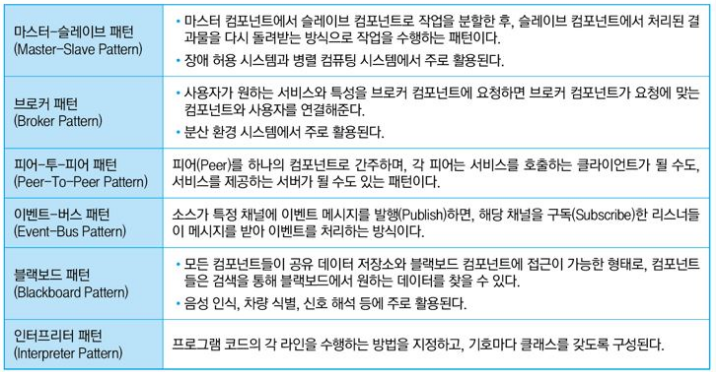 마스터-슬레이브 패턴
(Master-Slave Pattern)
• 마스터 컴포넌트에서 슬레이브 컴포넌트로 작업을 분할한 후, 슬레이브 컴포넌트에서 처리된 결
과물을 다시 돌려받는 방식으로 작업을 수행하는 패턴이다.
• 장애 허용 시스템과 병렬 컴퓨팅 시스템에서 주로 활용된다.
브로커 패턴
(Broker Pattern)
• 사용자가 원하는 서비스와 특성을 브로커 컴포넌트에 요청하면 브로커 컴포넌트가 요청에 맞는
컴포넌트와 사용자를 연결해준다.
• 분산 환경 시스템에서 주로 활용된다.
피어-투-피어 패턴
(Peer-To-Peer Pattern)
피어(Peer)를 하나의 컴포넌트로 간주하며, 각 피어는 서비스를 호출하는 클라이언트가 될 수도,
서비스를 제공하는 서버가 될 수도 있는 패턴이다.
이벤트-버스 패턴
(Event-Bus Pattern)
소스가 특정 채널에 이벤트 메시지를 발행(Publish)하면, 해당 채널을 구독(Subscribe)한 리스너들
이 메시지를 받아 이벤트를 처리하는 방식이다.
블랙보드 패턴
(Blackboard Pattern)
• 모든 컴포넌트들이 공유 데이터 저장소와 블랙보드 컴포넌트에 접근이 가능한 형태로, 컴포넌트
들은 검색을 통해 블랙보드에서 원하는 데이터를 찾을 수 있다.
• 음성 인식, 차량 식별, 신호 해석 등에 주로 활용된다.
인터프리터 패턴
(Interpreter Pattern)
프로그램 코드의 각 라인을 수행하는 방법을 지정하고, 기호마다 클래스를 갖도록 구성된다.